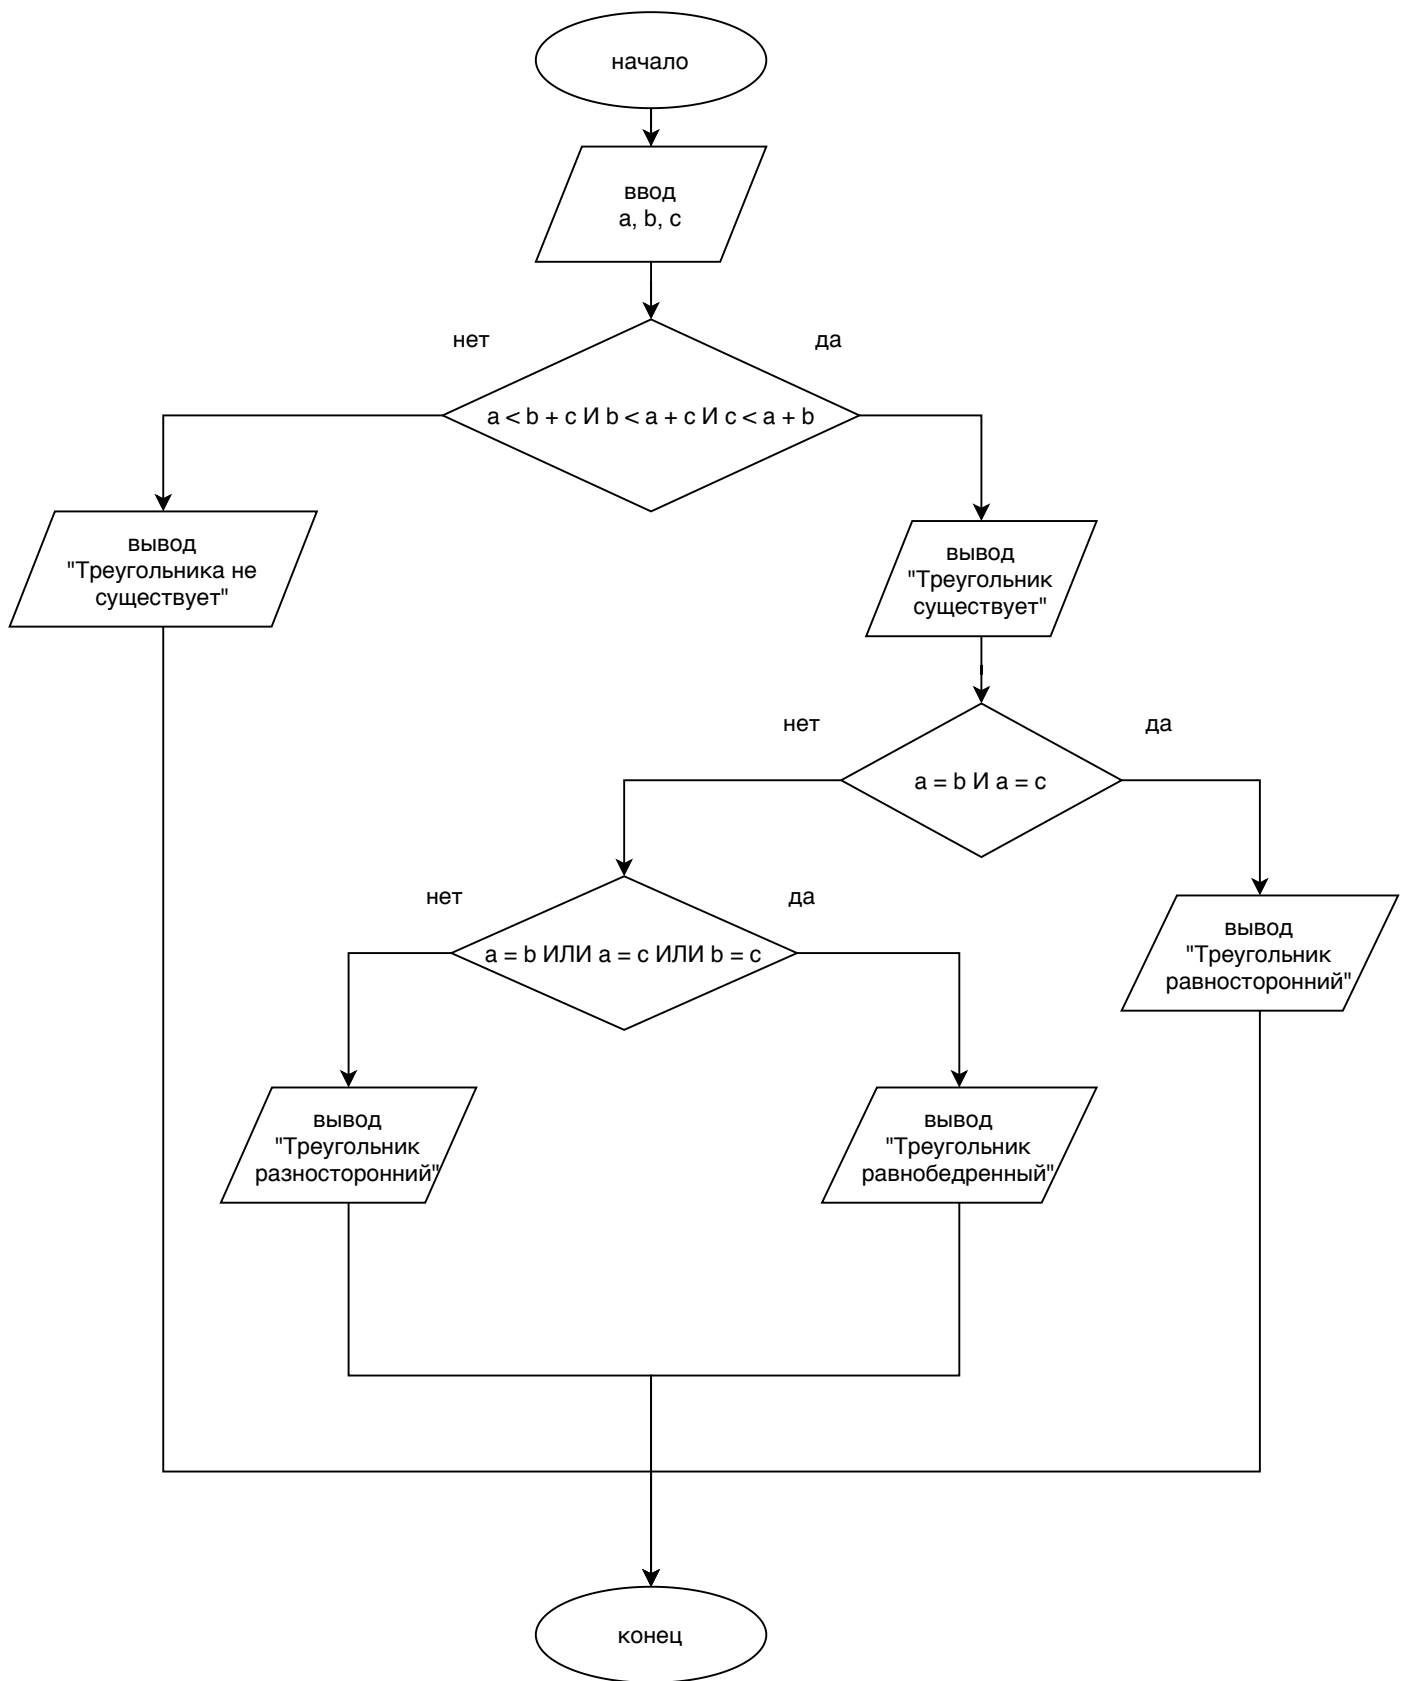 начало
ввод
a, b, c
нет
да
a < b + c И b < a + c И c < a + b
вывод
"Треугольника не
существует"
вывод
"Треугольник
существует"
нет
да
a = b И a = c
нет
да
a = b ИЛИ a = c ИЛИ b = c
вывод
"Треугольник
равносторонний"
вывод
"Треугольник
разносторонний"
вывод
"Треугольник
равнобедренный"
конец